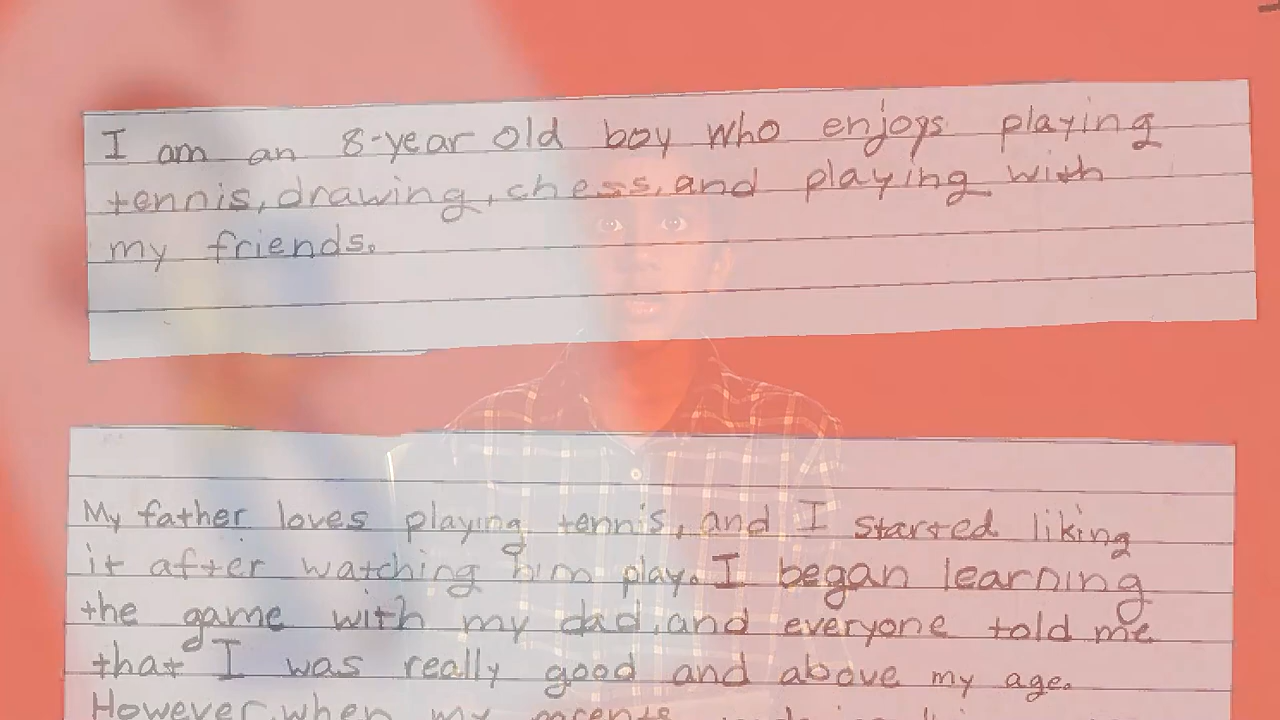 I am an 8-year old boy who enjoys playing
tennis, drawing, chess, and playing with
my friends.
My father loves playing tennis, and I started liking
it after watching him play. I began learning
the game with my dad, and everyone told me
that I was really good and above my age.
However, when my parents